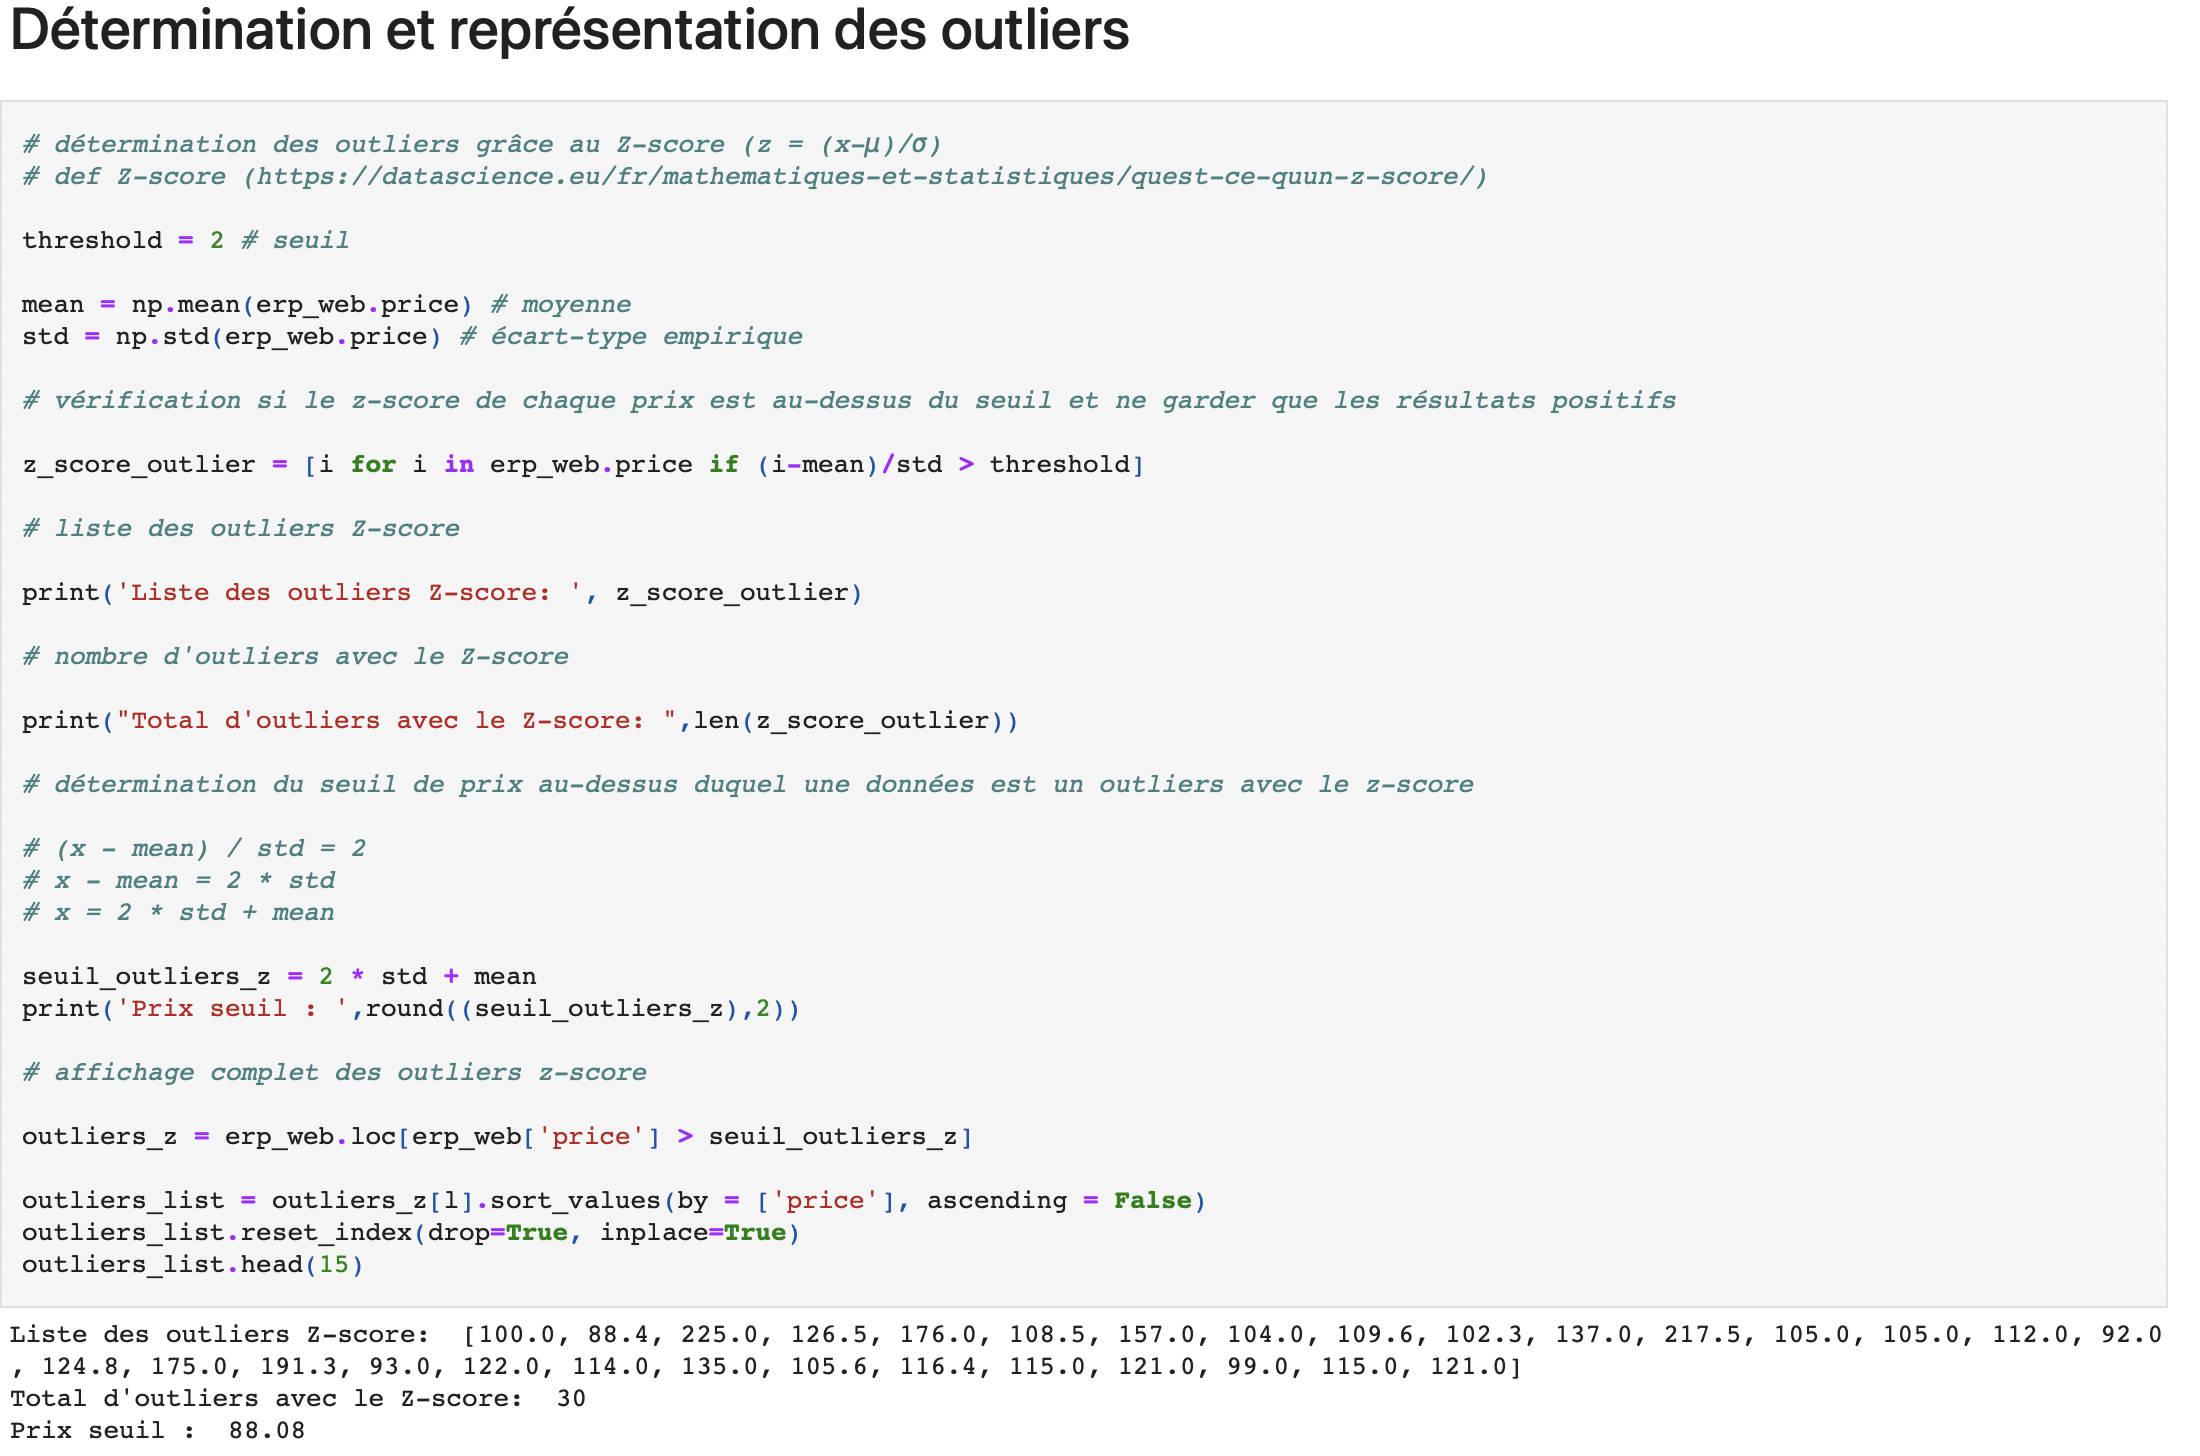 Détermination et représentation des outliers
# détermination des outliers grâce au Z-score (z = (x-µ)/σ)
# def Z-score (https://datascience.eu/fr/mathematiques-et-statistiques/quest-ce-quun-z-score/)
threshold = 2 # seuil
mean = np.mean(erp_web.price) # moyenne
std = np.std(erp_web.price) # écart-type empirique
# vérification si le z-score de chaque prix est au-dessus du seuil et ne garder que les résultats positifs
z_score_outlier = [i for i in erp_web.price if (i-mean)/std > threshold]
# liste des outliers Z-score
print('Liste des outliers Z-score: ', z_score_outlier)
# nombre d'outliers avec le Z-score
print("Total d'outliers avec le Z-score: ",len(z_score_outlier))
# détermination du seuil de prix au-dessus duquel une données est un outliers avec le z-score
# (x - mean) / std = 2
# x - mean = 2 * std
# x = 2 * std + mean
seuil_outliers_z = 2 * std + mean
print('Prix seuil : ',round((seuil_outliers_z),2))
# affichage complet des outliers z-score
outliers_z = erp_web.loc[erp_web['price'] > seuil_outliers_z]
outliers_list = outliers_z[l].sort_values(by = ['price'], ascending = False)
outliers_list.reset_index(drop=True, inplace=True)
outliers_list.head(15)
Liste des outliers Z-score:  [100.0, 88.4, 225.0, 126.5, 176.0, 108.5, 157.0, 104.0, 109.6, 102.3, 137.0, 217.5, 105.0, 105.0, 112.0, 92.0
, 124.8, 175.0, 191.3, 93.0, 122.0, 114.0, 135.0, 105.6, 116.4, 115.0, 121.0, 99.0, 115.0, 121.0]
Total d'outliers avec le Z-score:  30
Prix seuil :  88.08